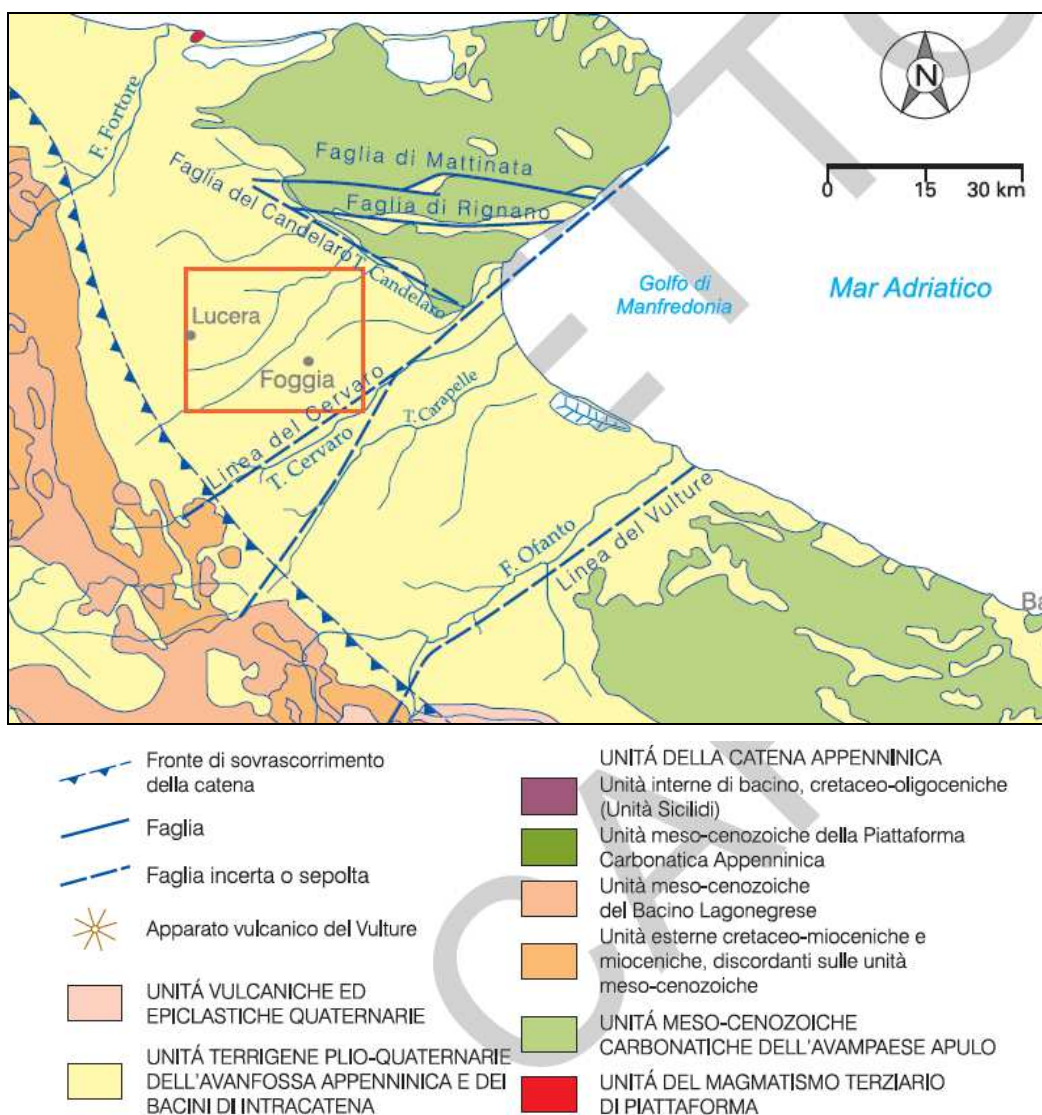 F. Fortore
N
Faglia di Mattinata
0 15 30 km
Faglia di Rignano
Faglia del Candelaro
T. Candelaro
Golfo di
Manfredonia
Mar Adriatico
Lucera
Foggia
Linea del Cervaro
T. Cervaro
T. Carapelle
F. Ofanto
Linea del Vulture
Ba
Fronte di sovrascorrimento
della catena
Faglia
Faglia incerta o sepolta
Apparato vulcanico del Vulture
UNITÁ VULCANICHE ED
EPICLASTICHE QUATERNARIE
UNITÁ TERRIGENE PLIO-QUATERNARIE
DELL'AVANFOSSA APPENNINICA E DEI
BACINI DI INTRACATENA
UNITÁ DELLA CATENA APPENNINICA
Unità interne di bacino, cretaceo-oligoceniche
(Unità Sicilidi)
Unità meso-cenozoiche della Piattaforma
Carbonatica Appenninica
Unità meso-cenozoiche
del Bacino Lagonegrese
Unità esterne cretaceo-mioceniche e
mioceniche, discordanti sulle unità
meso-cenozoiche
UNITÁ MESO-CENOZOICHE
CARBONATICHE DELL'AVAMPAESE APULO
UNITÁ DEL MAGMATISMO TERZIARIO
DI PIATTAFORMA